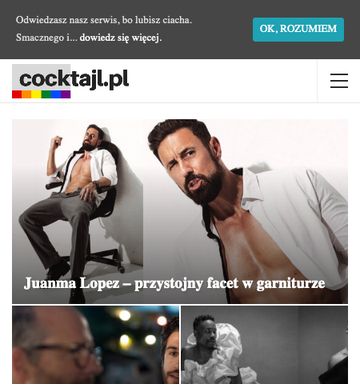 Odwiedzasz nasz serwis, bo lubisz ciacha.
Smacznego i... dowiedz się więcej.
OK, ROZUMIEM
cocktajl.pl
Juanma Lopez – przystojny facet w garniturze